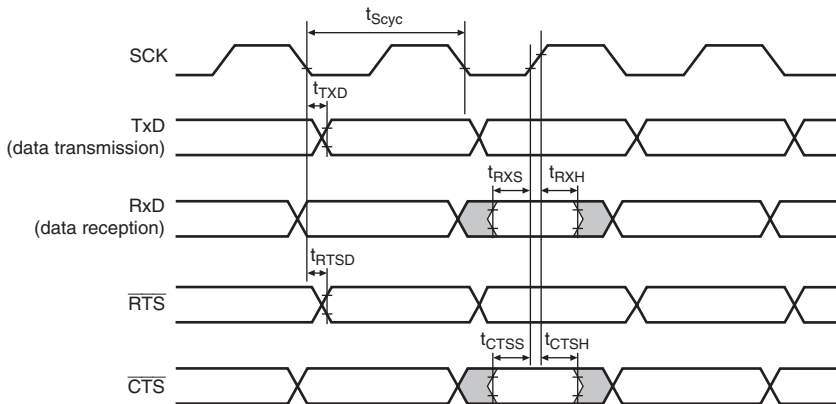 tScyc
SCK
tTXD
TxD
(data transmission)
tRXS
tRXH
RxD
(data reception)
tRTSD
RTS
tCTSS
tCTSH
CTS